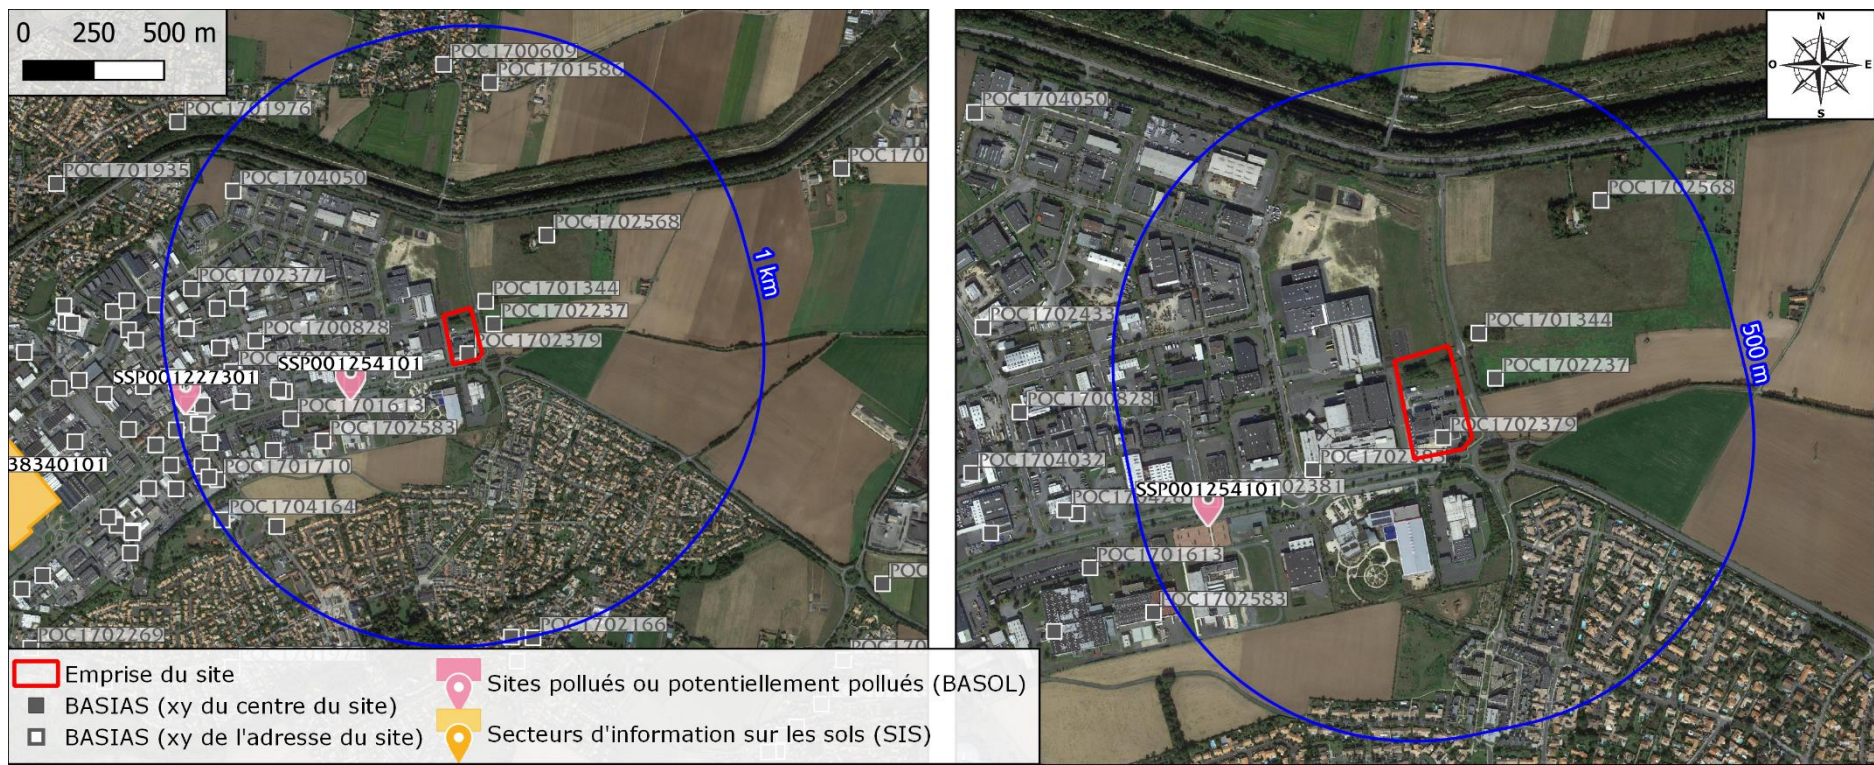 0 250 500 m
POC1700609
POC1701586
POC1701976
POC1701935
POC1704050
POC170
POC1702568
POC1702377
POC1701344
POC1702237
POC1700828
POC1702379
SSP001254101
SSP001227301
POC1701613
POC1702583
38340101
POC1701710
POC1704164
POC1702269
POC1702166
1 km
Emprise du site
BASIAS (xy du centre du site)
BASIAS (xy de l'adresse du site)
Sites pollués ou potentiellement pollués (BASOL)
Secteurs d'information sur les sols (SIS)
N
O E
S
POC1704050
POC1702568
POC1702433
POC1701344
POC1702237
500 m
POC1700828
POC1702379
POC1704032
SSP001254101
02381
POC1701613
POC1702583